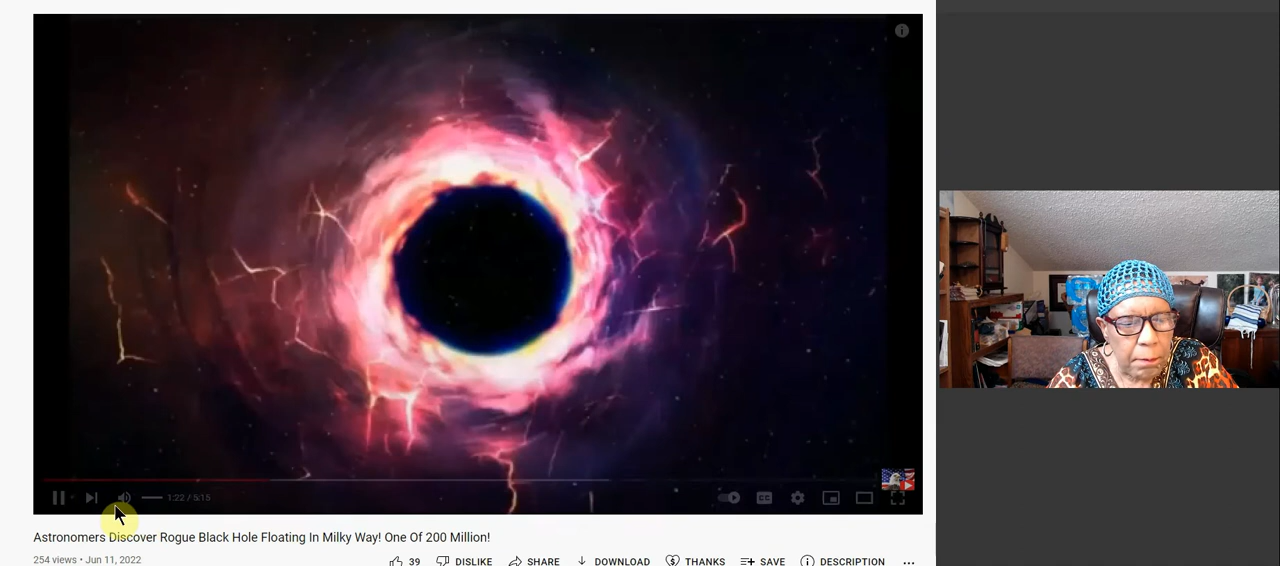 1:22 / 5:15
CC
Astronomers Discover Rogue Black Hole Floating In Milky Way! One Of 200 Million!
254 views • Jun 11, 2022
39 DISLIKE SHARE DOWNLOAD THANKS SAVE DESCRIPTION ...